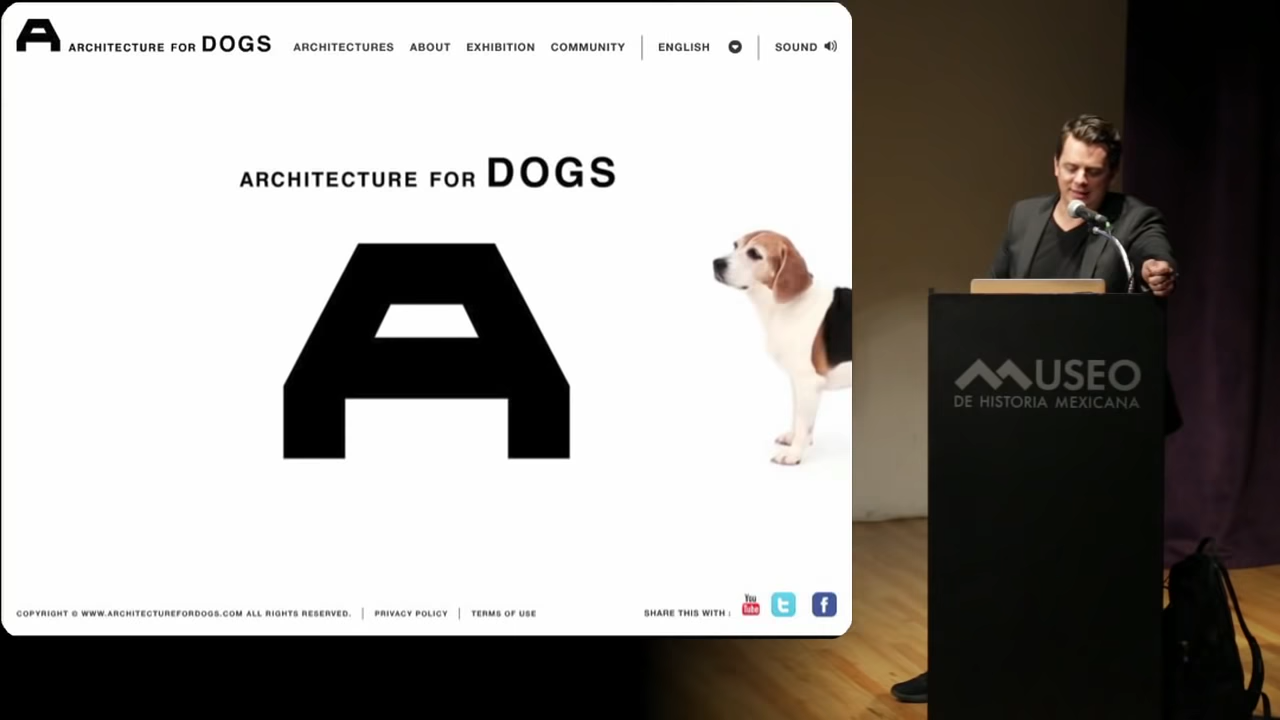 A ARCHITECTURE FOR DOGS ARCHITECTURES ABOUT EXHIBITION COMMUNITY ENGLISH SOUND
ARCHITECTURE FOR DOGS
A
COPYRIGHT © WWW.ARCHITECTUREFORDOGS.COM ALL RIGHTS RESERVED. PRIVACY POLICY TERMS OF USE SHARE THIS WITH : You Tube t f
MUSEO
DE HISTORIA MEXICANA